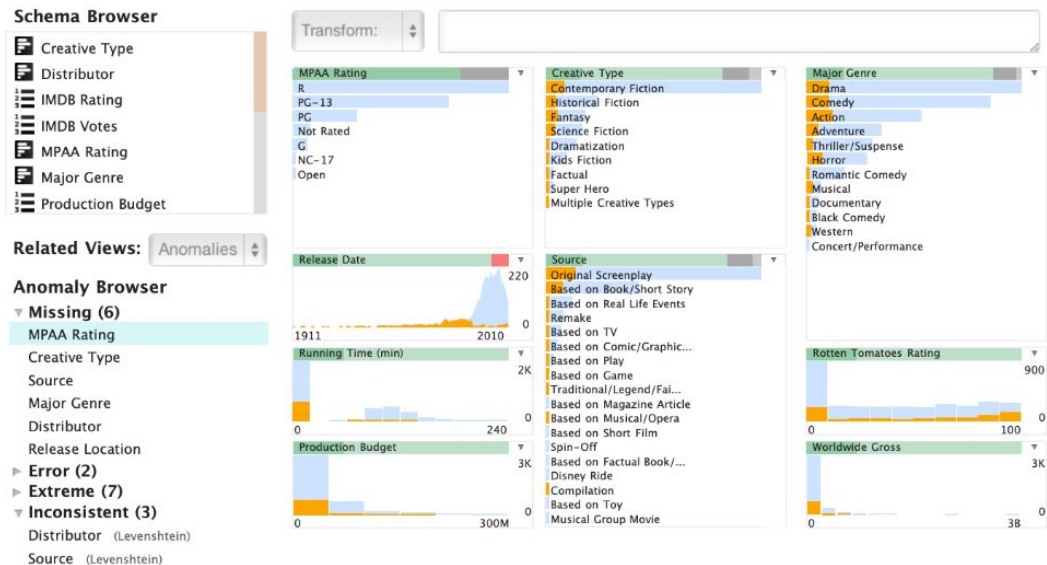 Schema Browser
Creative Type
Distributor
IMDB Rating
IMDB Votes
MPAA Rating
Major Genre
Production Budget
Related Views: Anomalies
Anomaly Browser
Missing (6)
MPAA Rating
Creative Type
Source
Major Genre
Distributor
Release Location
Error (2)
Extreme (7)
Inconsistent (3)
Distributor (Levenshtein)
Source (Levenshtein)
Transform:
MPAA Rating
R
PG-13
PG
Not Rated
G
NC-17
Open
Creative Type
Contemporary Fiction
Historical Fiction
Fantasy
Science Fiction
Dramatization
Kids Fiction
Factual
Super Hero
Multiple Creative Types
Major Genre
Drama
Comedy
Action
Adventure
Thriller/Suspense
Horror
Romantic Comedy
Musical
Documentary
Black Comedy
Western
Concert/Performance
Release Date
220
0
1911 2010
Running Time (min)
2K
0
0 240
Production Budget
3K
0
0 300M
Source
Original Screenplay
Based on Book/Short Story
Based on Real Life Events
Remake
Based on TV
Based on Comic/Graphic...
Based on Play
Based on Game
Traditional/Legend/Fai...
Based on Magazine Article
Based on Musical/Opera
Based on Short Film
Spin-Off
Based on Factual Book/...
Disney Ride
Compilation
Based on Toy
Musical Group Movie
Rotten Tomatoes Rating
900
0
0 100
Worldwide Gross
3K
0
0 3B